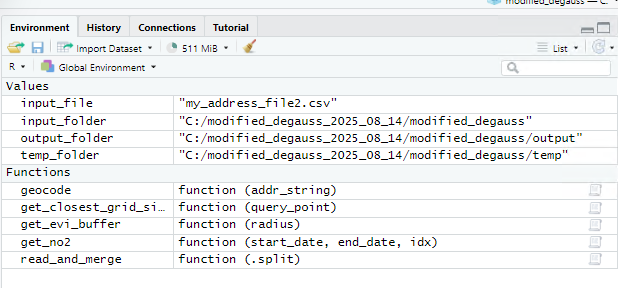 modified_degauss — C:
Environment History Connections Tutorial
Import Dataset 511 MiB List
R Global Environment
Values
input_file "my_address_file2.csv"
input_folder "C:/modified_degauss_2025_08_14/modified_degauss"
output_folder "C:/modified_degauss_2025_08_14/modified_degauss/output"
temp_folder "C:/modified_degauss_2025_08_14/modified_degauss/temp"
Functions
geocode function (addr_string)
get_closest_grid_si… function (query_point)
get_evi_buffer function (radius)
get_no2 function (start_date, end_date, idx)
read_and_merge function (.split)